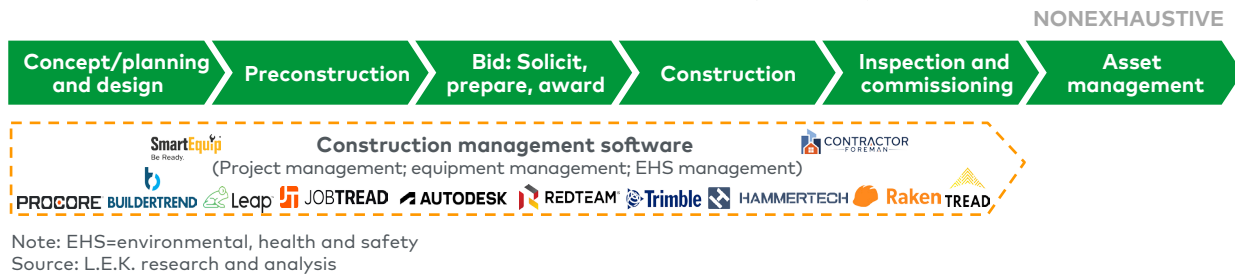 NONEXHAUSTIVE
Concept/planning
and design
Preconstruction
Bid: Solicit,
prepare, award
Construction
Inspection and
commissioning
Asset
management
SmartEquip
Be Ready.
Construction management software
(Project management; equipment management; EHS management)
CONTRACTOR
FOREMAN
PROCORE
BUILDERTREND
Leap
JOBTREAD
AUTODESK
REDTEAM
Trimble
HAMMERTECH
Raken
TREAD
Note: EHS=environmental, health and safety
Source: L.E.K. research and analysis